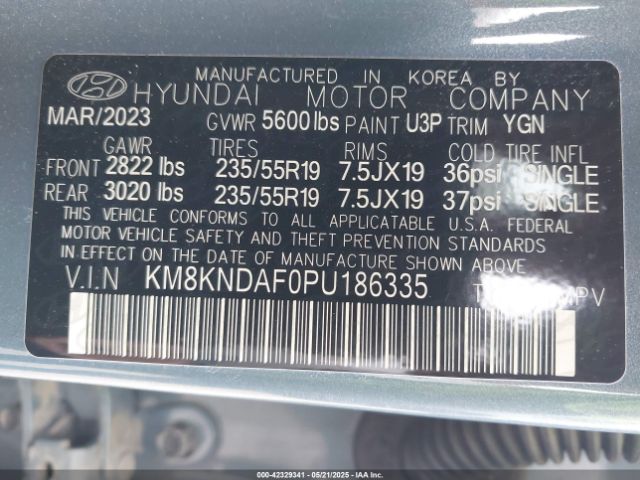 MANUFACTURED IN KOREA BY
HYUNDAI MOTOR COMPANY
MAR/2023 GVWR 5600 lbs PAINT U3P TRIM YGN
GAWR TIRES RIMS COLD TIRE INFL
FRONT 2822 lbs 235/55R19 7.5JX19 36psi SINGLE
REAR 3020 lbs 235/55R19 7.5JX19 37psi SINGLE
THIS VEHICLE CONFORMS TO ALL APPLICATABLE U.S.A. FEDERAL
MOTOR VEHICLE SAFETY AND THEFT PREVENTION STANDARDS
IN EFFECT ON THE DATE OF MANUFACTURE SHOWN ABOVE.
V.I.N KM8KNDAF0PU186335 MPV
00-42329341 05/21/2025 IAA INC.